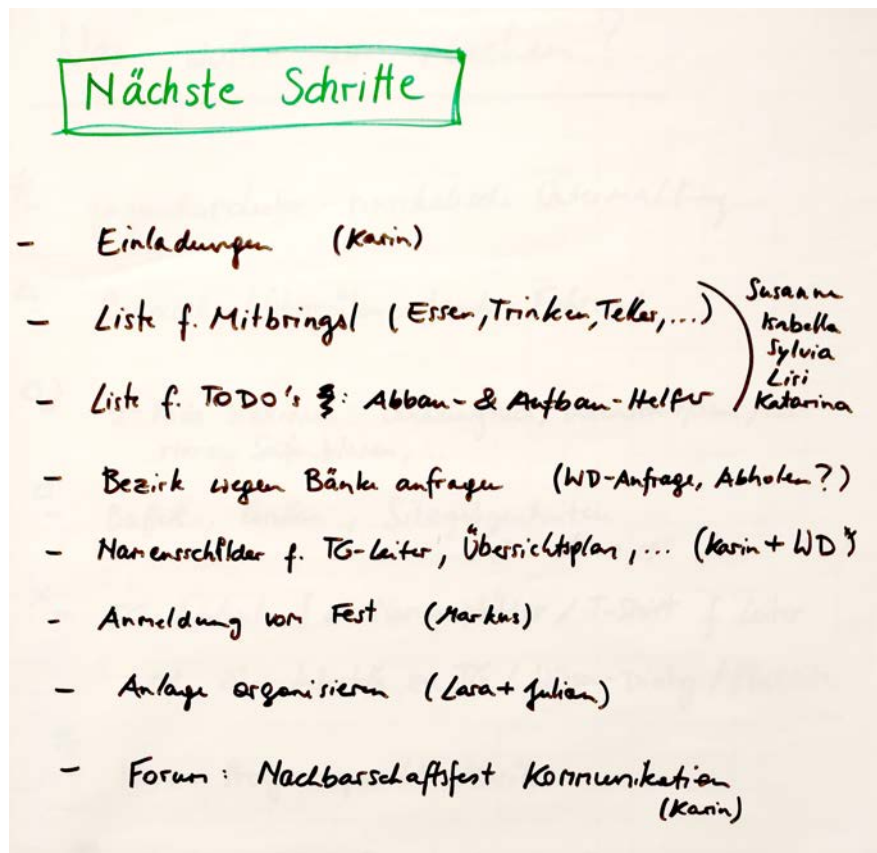 Nächste Schritte
- Einladungen (Karin)
- Liste f. Mitbringsl (Essen, Trinken, Teller, ...)
Susanne
Isabella
Sylvia
Lisi
Katarina
- Liste f. TODO's : Abbau- & Aufbau-Helfer
- Bezirk wegen Bänke anfragen (WD-Anfrage, Abholen?)
- Namensschilder f. TG-Leiter, Übersichtsplan, ... (Karin + WD)
- Anmeldung vom Fest (Markus)
- Anlage organisieren (Lara + Julian)
- Forum: Nachbarschaftsfest Kommunikation
(Karin)